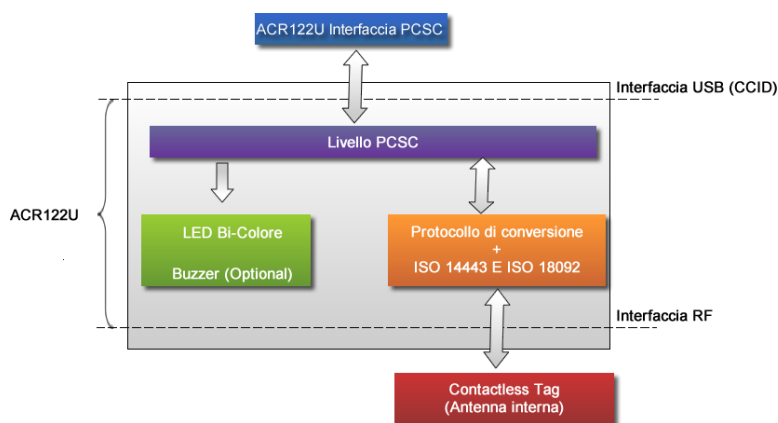 ACR122U Interfaccia PCSC
Interfaccia USB (CCID)
Livello PCSC
ACR122U
LED Bi-Colore
Buzzer (Optional)
Protocollo di conversione
+
ISO 14443 E ISO 18092
Interfaccia RF
Contactless Tag
(Antenna interna)